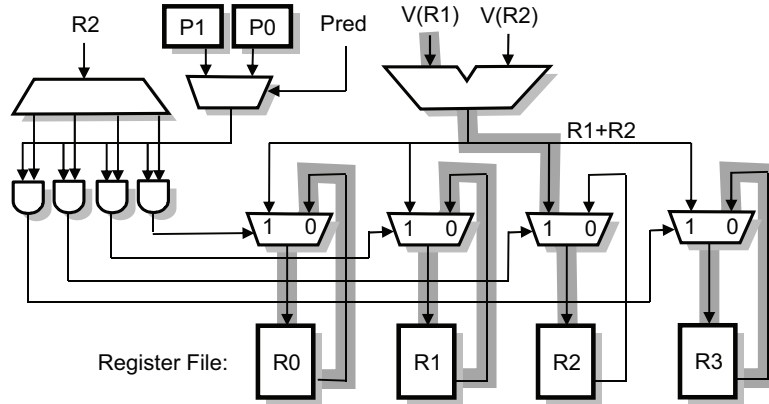 R2
P1 P0 Pred
V(R1) V(R2)
R1+R2
1 0 1 0 1 0 1 0
Register File: R0 R1 R2 R3